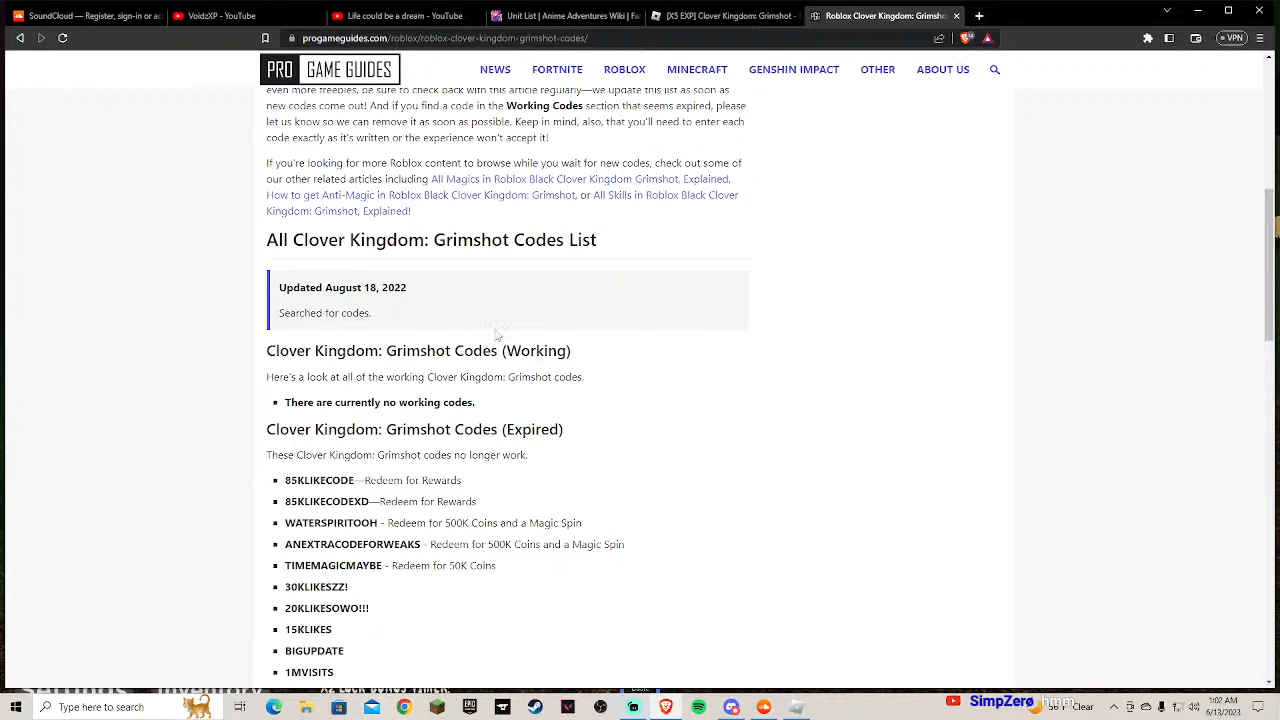 SoundCloud — Register, sign-in or ac
VoidzXP - YouTube
Life could be a dream - YouTube
Unit List | Anime Adventures Wiki | Fan
[X5 EXP] Clover Kingdom: Grimshot -
Roblox Clover Kingdom: Grimsho
progameguides.com/roblox/roblox-clover-kingdom-grimshot-codes/
VPN
PRO GAME GUIDES
NEWS FORTNITE ROBLOX MINECRAFT GENSHIN IMPACT OTHER ABOUT US
even more freebies, be sure to check back with this article regularly—we update this list as soon as
new codes come out! And if you find a code in the Working Codes section that seems expired, please
let us know so we can remove it as soon as possible. Keep in mind, also, that you'll need to enter each
code exactly as it's written or the experience won't accept it!
If you're looking for more Roblox content to browse while you wait for new codes, check out some of
our other related articles including All Magics in Roblox Black Clover Kingdom Grimshot, Explained,
How to get Anti-Magic in Roblox Black Clover Kingdom: Grimshot, or All Skills in Roblox Black Clover
Kingdom: Grimshot, Explained!
All Clover Kingdom: Grimshot Codes List
Updated August 18, 2022
Searched for codes.
Clover Kingdom: Grimshot Codes (Working)
Here's a look at all of the working Clover Kingdom: Grimshot codes.
There are currently no working codes.
Clover Kingdom: Grimshot Codes (Expired)
These Clover Kingdom: Grimshot codes no longer work.
85KLIKECODE—Redeem for Rewards
85KLIKECODEXD—Redeem for Rewards
WATERSPIRITOOH - Redeem for 500K Coins and a Magic Spin
ANEXTRACODEFORWEAKS - Redeem for 500K Coins and a Magic Spin
TIMEMAGICMAYBE - Redeem for 50K Coins
30KLIKESZZ!
20KLIKESOWO!!!
15KLIKES
BIGUPDATE
1MVISITS
Type here to search
EPIC
SimpZerø hmm
Clear
1:02 AM
6/13/2023